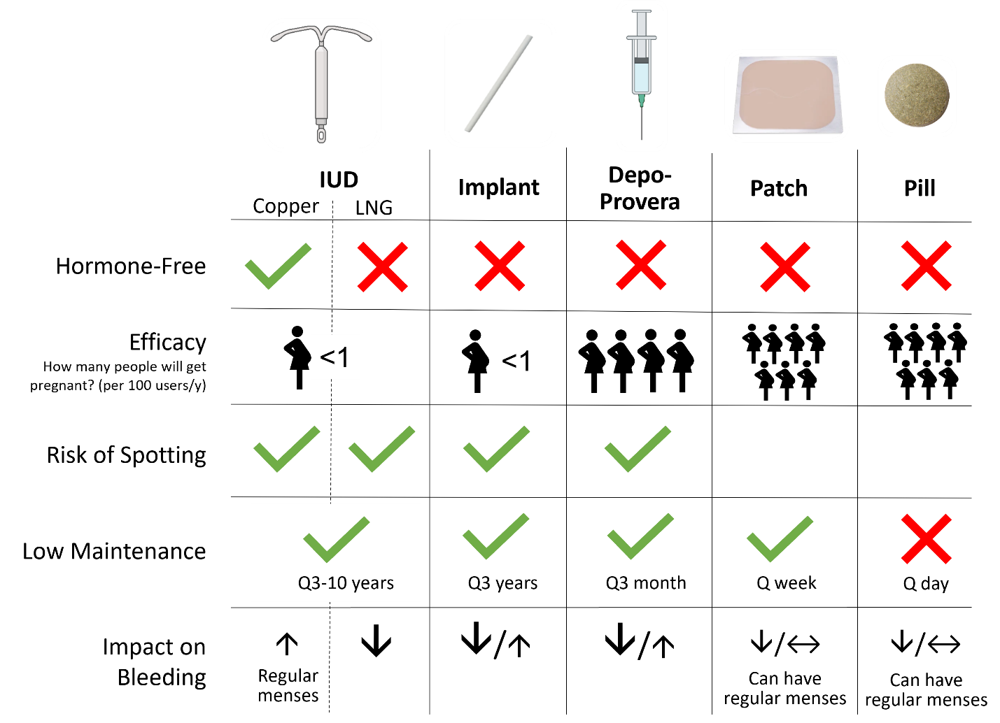 IUD
Copper
LNG
Implant
Depo-
Provera
Patch
Pill
Hormone-Free
Efficacy
How many people will get
pregnant? (per 100 users/y)
<1
<1
Risk of Spotting
Low Maintenance
Q3-10 years
Q3 years
Q3 month
Q week
Q day
Impact on
Bleeding
↑
Regular
menses
↓
↓/↑
↓/↑
↓/↔
Can have
regular menses
↓/↔
Can have
regular menses